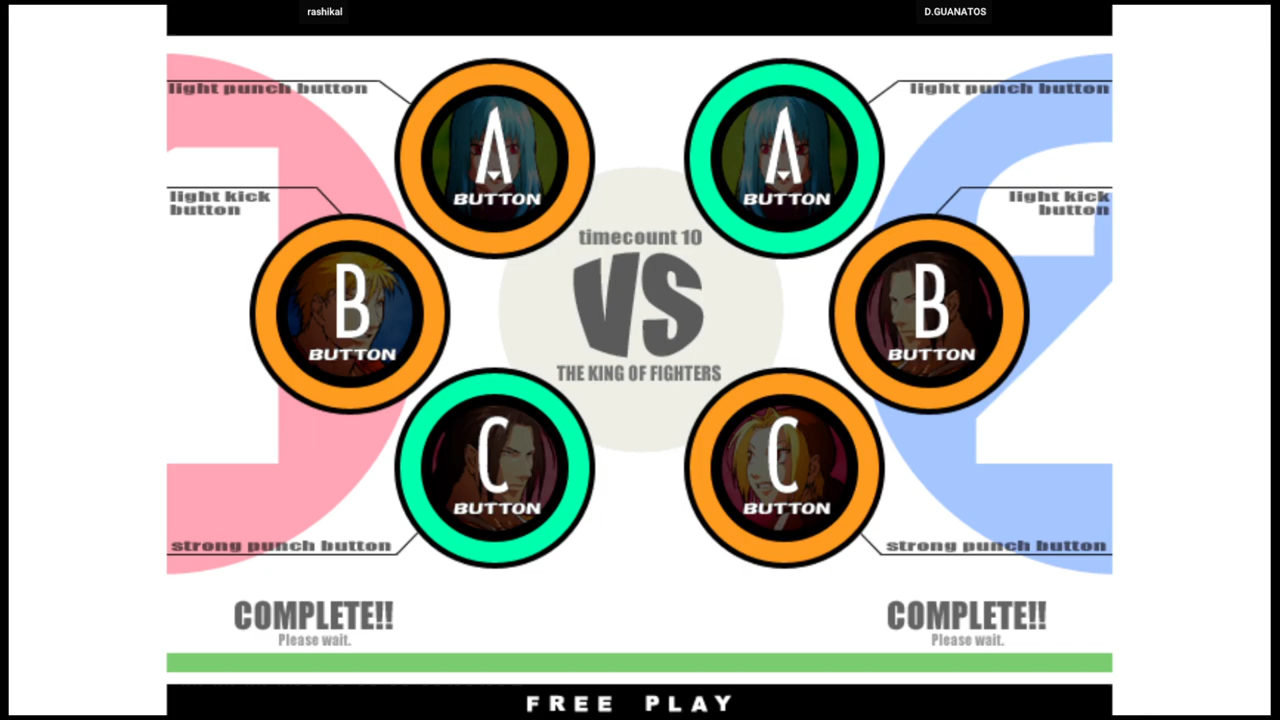 rashikal
D.GUANATOS
light punch button
light punch button
A
BUTTON
A
BUTTON
light kick
button
light kick
button
timecount 10
VS
THE KING OF FIGHTERS
B
BUTTON
B
BUTTON
C
BUTTON
C
BUTTON
strong punch button
strong punch button
COMPLETE!!
Please wait.
COMPLETE!!
Please wait.
FREE PLAY